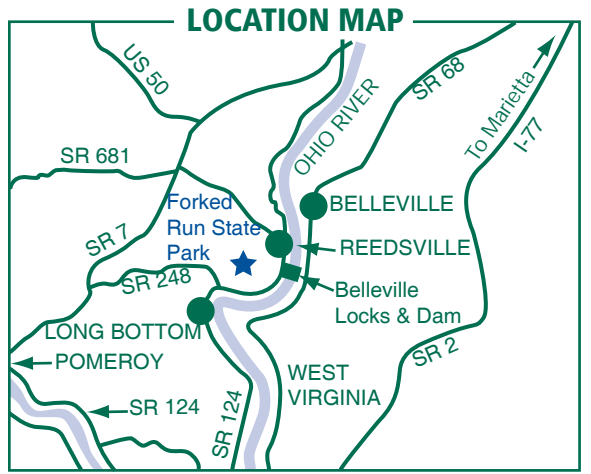 LOCATION MAP
US 50
SR 68
To Marietta
I-77
OHIO RIVER
SR 681
Forked
Run State
Park
BELLEVILLE
SR 7
REEDSVILLE
SR 248
Belleville
Locks & Dam
LONG BOTTOM
POMEROY
SR 2
WEST
VIRGINIA
SR 124
SR 124